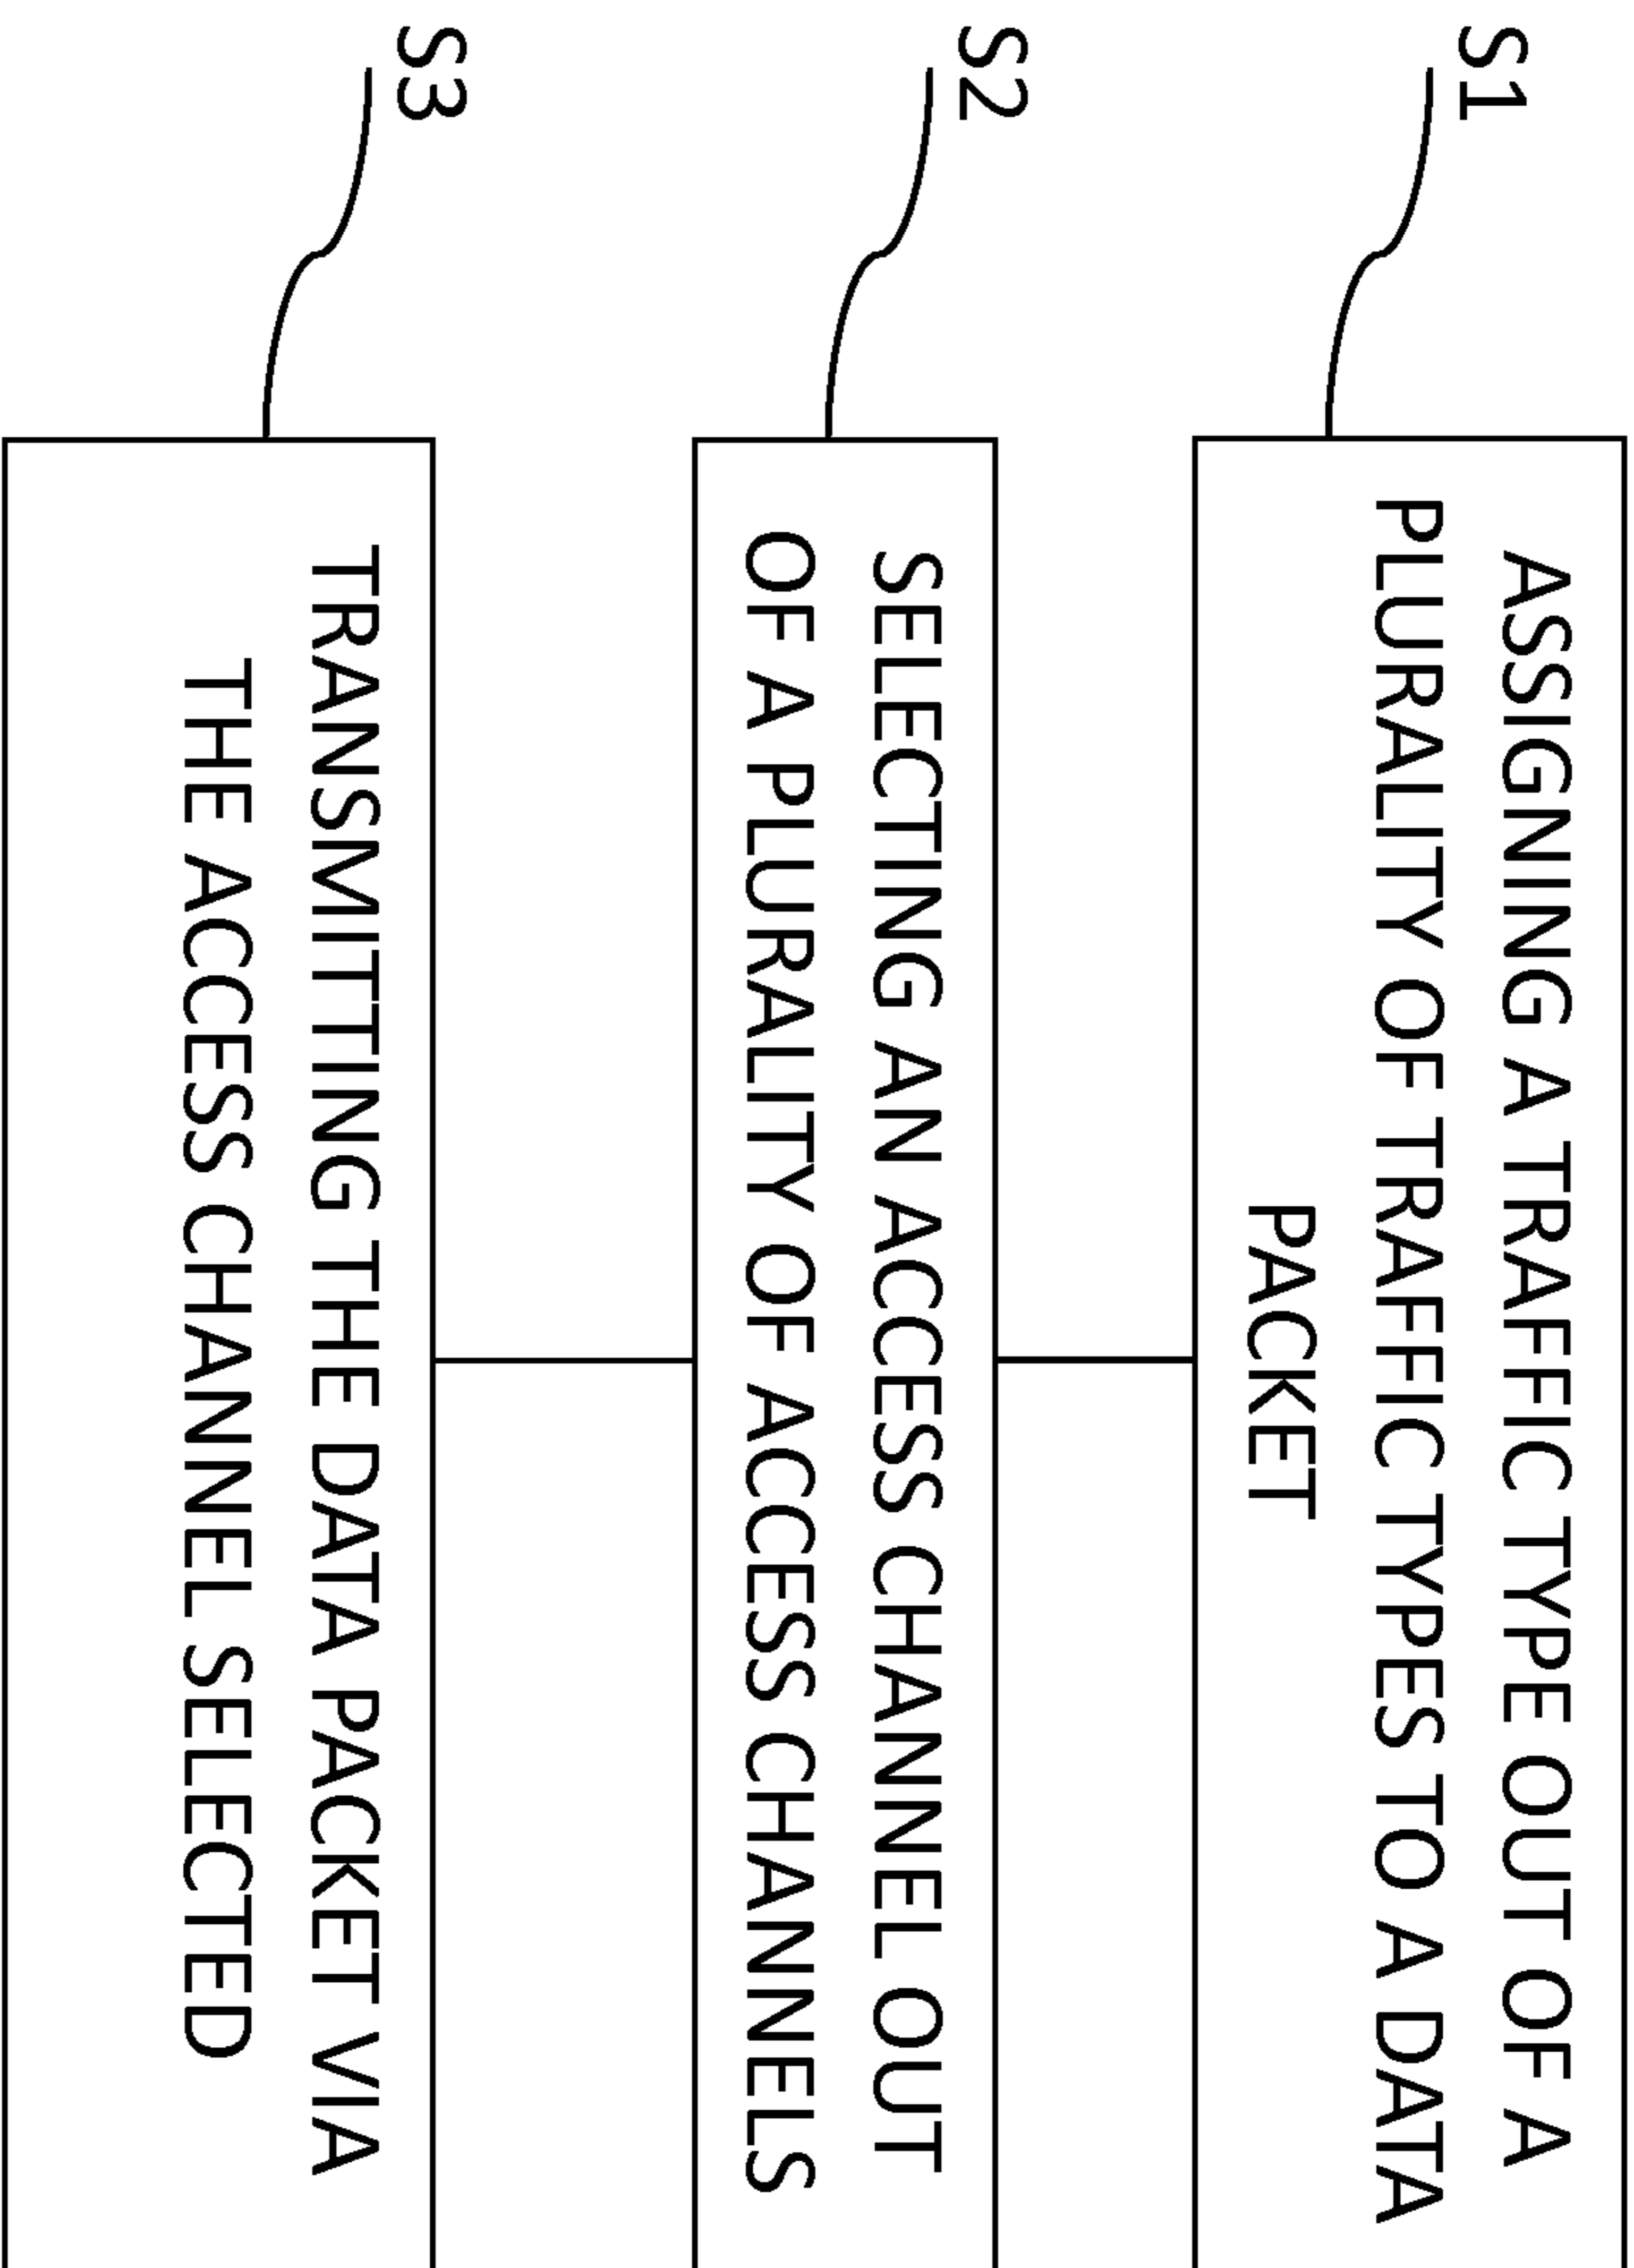 S1
ASSIGNING A TRAFFIC TYPE OUT OF A
PLURALITY OF TRAFFIC TYPES TO A DATA
PACKET
S2
SELECTING AN ACCESS CHANNEL OUT
OF A PLURALITY OF ACCESS CHANNELS
S3
TRANSMITTING THE DATA PACKET VIA
THE ACCESS CHANNEL SELECTED